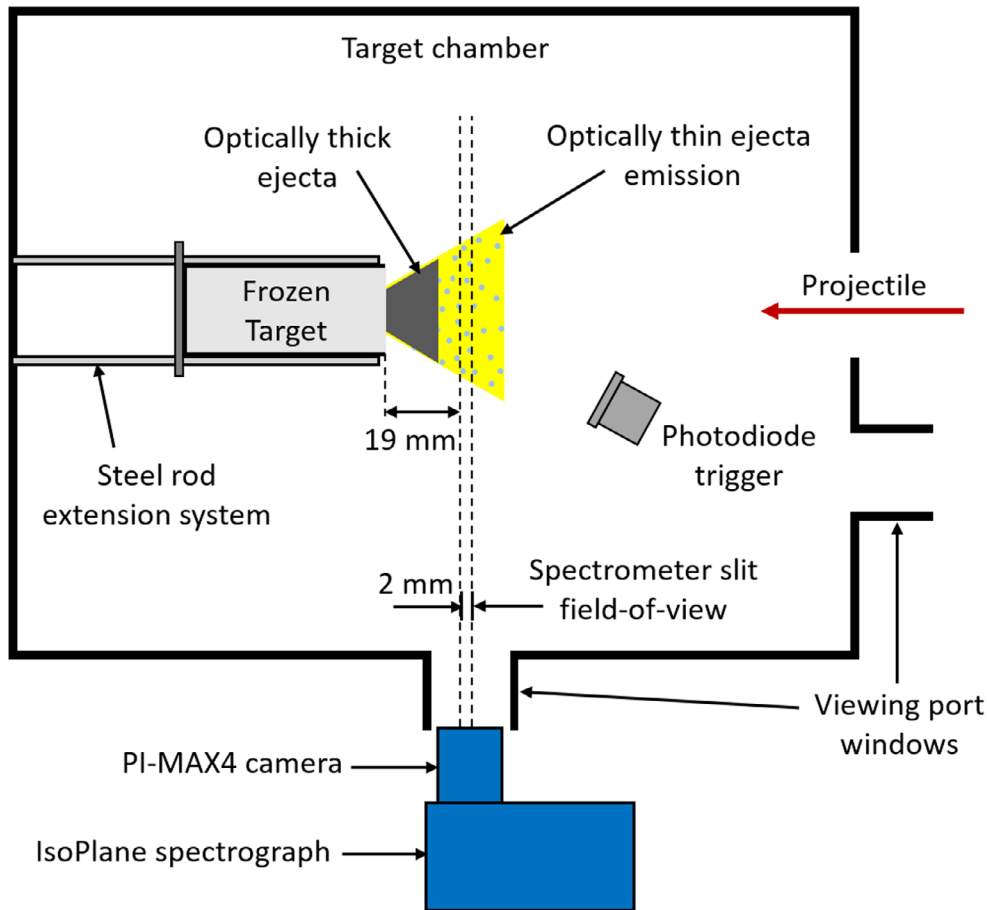 Target chamber
Optically thick
ejecta
Optically thin ejecta
emission
Frozen
Target
Projectile
19 mm
Photodiode
trigger
Steel rod
extension system
2 mm
Spectrometer slit
field-of-view
Viewing port
windows
PI-MAX4 camera
IsoPlane spectrograph